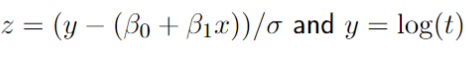 z = (y − (β₀ + β₁x))/σ and y = log(t)